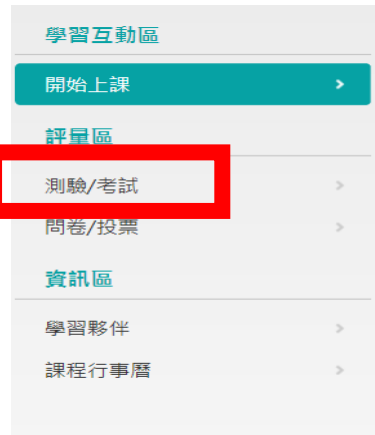 學習互動區
開始上課
評量區
測驗/考試
問卷/投票
資訊區
學習夥伴
課程行事曆